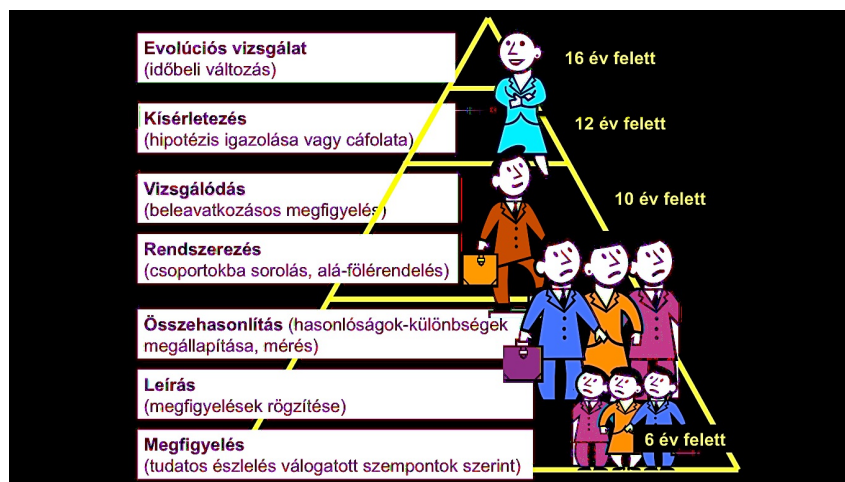 Evolúciós vizsgálat
(időbeli változás)
16 év felett
Kísérletezés
(hipotézis igazolása vagy cáfolata)
12 év felett
Vizsgálódás
(beleavatkozásos megfigyelés)
10 év felett
Rendszerezés
(csoportokba sorolás, alá-fölérendelés)
Összehasonlítás (hasonlóságok-különbségek
megállapítása, mérés)
Leírás
(megfigyelések rögzítése)
Megfigyelés
(tudatos észlelés válogatott szempontok szerint)
6 év felett